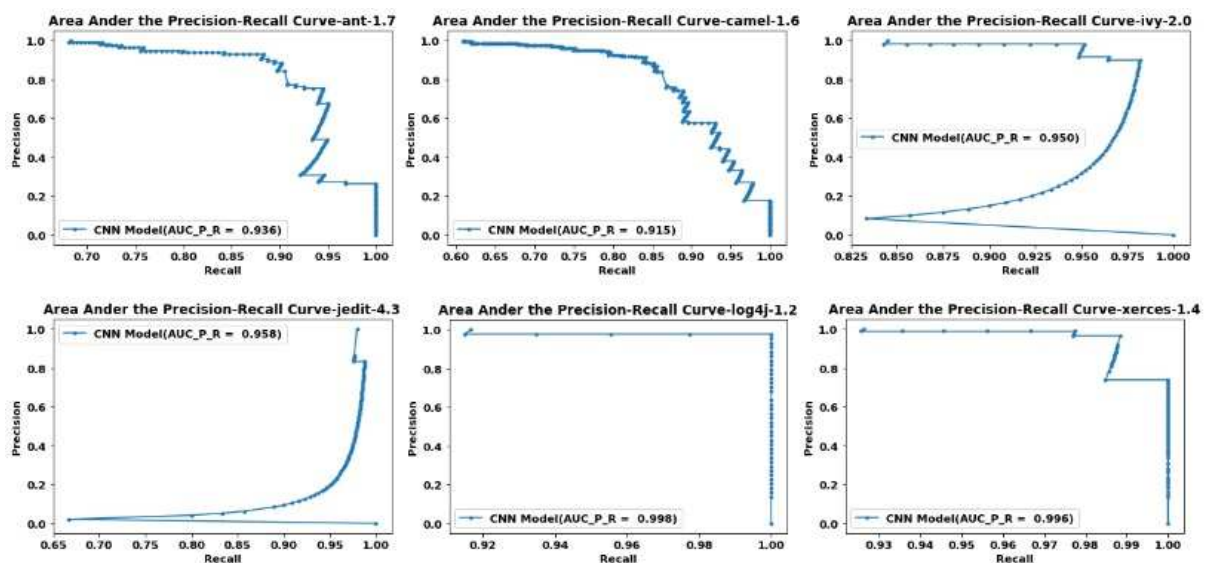 Area Ander the Precision-Recall Curve-ant-1.7
1.0
0.8
0.6
0.4
0.2
0.0
Precision
CNN Model(AUC_P_R = 0.936)
0.70 0.75 0.80 0.85 0.90 0.95 1.00
Recall
Area Ander the Precision-Recall Curve-camel-1.6
1.0
0.8
0.6
0.4
0.2
0.0
Precision
CNN Model(AUC_P_R = 0.915)
0.60 0.65 0.70 0.75 0.80 0.85 0.90 0.95 1.00
Recall
Area Ander the Precision-Recall Curve-ivy-2.0
1.0
0.8
0.6
0.4
0.2
0.0
Precision
CNN Model(AUC_P_R = 0.950)
0.825 0.850 0.875 0.900 0.925 0.950 0.975 1.000
Recall
Area Ander the Precision-Recall Curve-jedit-4.3
1.0
0.8
0.6
0.4
0.2
0.0
Precision
CNN Model(AUC_P_R = 0.958)
0.65 0.70 0.75 0.80 0.85 0.90 0.95 1.00
Recall
Area Ander the Precision-Recall Curve-log4j-1.2
1.0
0.8
0.6
0.4
0.2
0.0
Precision
CNN Model(AUC_P_R = 0.998)
0.92 0.94 0.96 0.98 1.00
Recall
Area Ander the Precision-Recall Curve-xerces-1.4
1.0
0.8
0.6
0.4
0.2
0.0
Precision
CNN Model(AUC_P_R = 0.996)
0.93 0.94 0.95 0.96 0.97 0.98 0.99 1.00
Recall